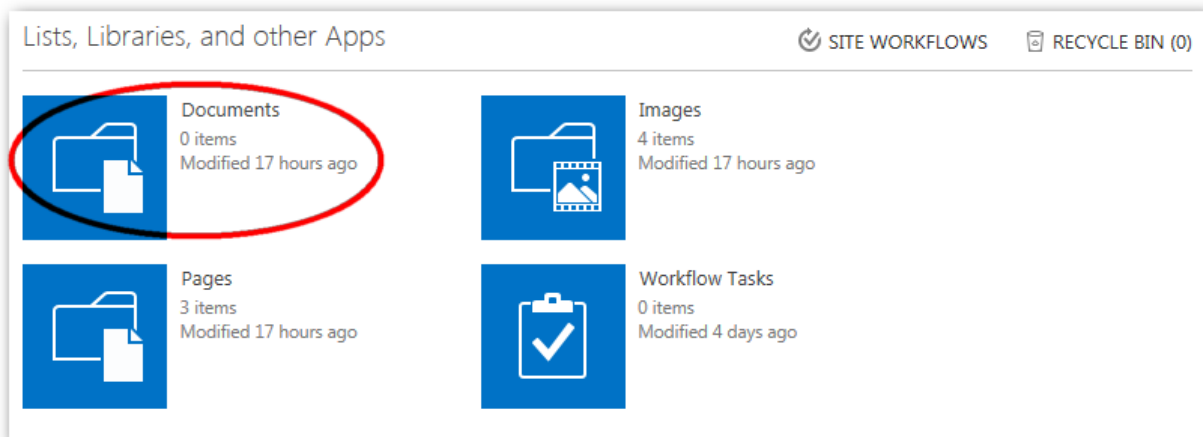 Lists, Libraries, and other Apps
SITE WORKFLOWS
RECYCLE BIN (0)
Documents
0 items
Modified 17 hours ago
Images
4 items
Modified 17 hours ago
Pages
3 items
Modified 17 hours ago
Workflow Tasks
0 items
Modified 4 days ago